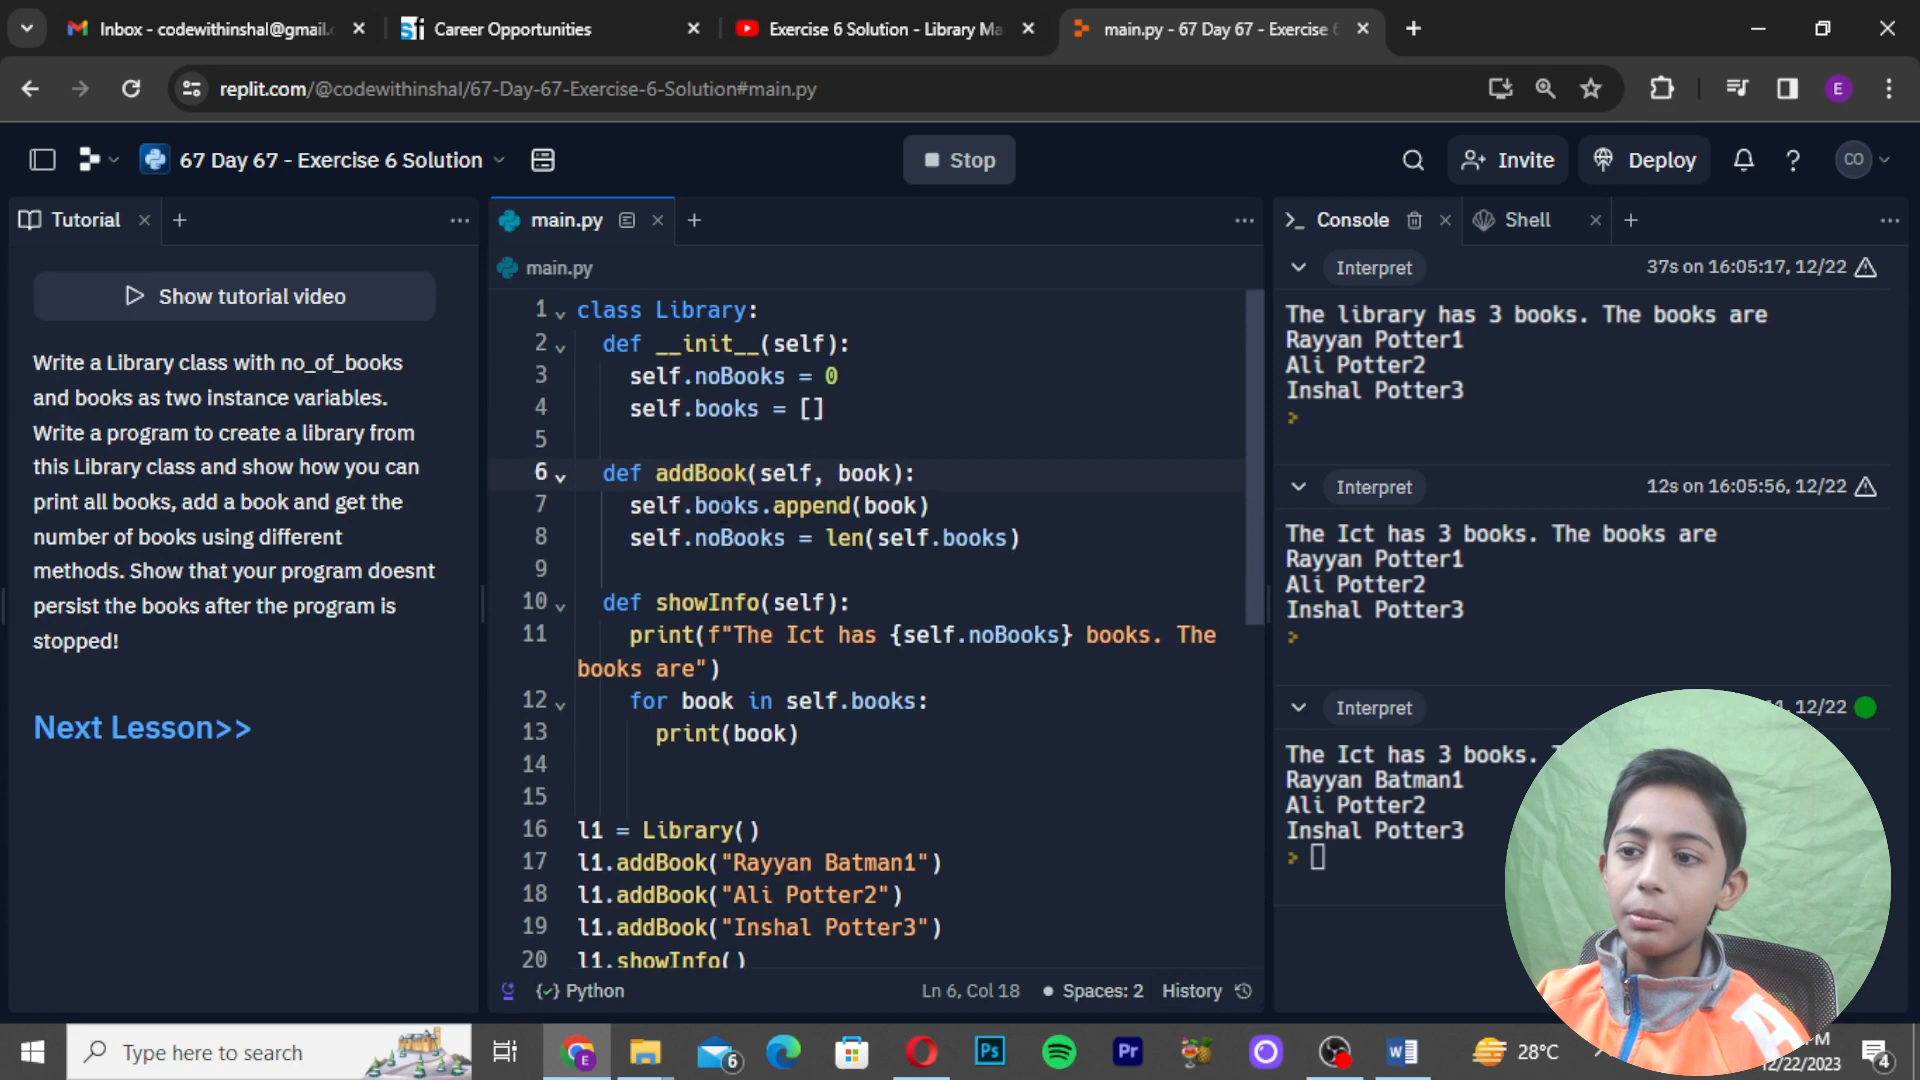 Inbox - codewithinshal@gmail.
Career Opportunities
Exercise 6 Solution - Library Ma
main.py - 67 Day 67 - Exercise 6
replit.com/@codewithinshal/67-Day-67-Exercise-6-Solution#main.py
E
67 Day 67 - Exercise 6 Solution
Stop
Invite
Deploy
CO
Tutorial
Show tutorial video
Write a Library class with no_of_books
and books as two instance variables.
Write a program to create a library from
this Library class and show how you can
print all books, add a book and get the
number of books using different
methods. Show that your program doesnt
persist the books after the program is
stopped!
Next Lesson>>
main.py
main.py
1 class Library:
2 def __init__(self):
3 self.noBooks = 0
4 self.books = []
5
6 def addBook(self, book):
7 self.books.append(book)
8 self.noBooks = len(self.books)
9
10 def showInfo(self):
11 print(f"The Ict has {self.noBooks} books. The
books are")
12 for book in self.books:
13 print(book)
14
15
16 l1 = Library()
17 l1.addBook("Rayyan Batman1")
18 l1.addBook("Ali Potter2")
19 l1.addBook("Inshal Potter3")
20 l1.showInfo()
Python
Ln 6, Col 18
Spaces: 2
History
Console
Shell
Interpret
37s on 16:05:17, 12/22
The library has 3 books. The books are
Rayyan Potter1
Ali Potter2
Inshal Potter3
>
Interpret
12s on 16:05:56, 12/22
The Ict has 3 books. The books are
Rayyan Potter1
Ali Potter2
Inshal Potter3
>
Interpret
12/22
The Ict has 3 books.
Rayyan Batman1
Ali Potter2
Inshal Potter3
>
Type here to search
E
6
Ps
Pr
W
28°C
12/22/2023
4